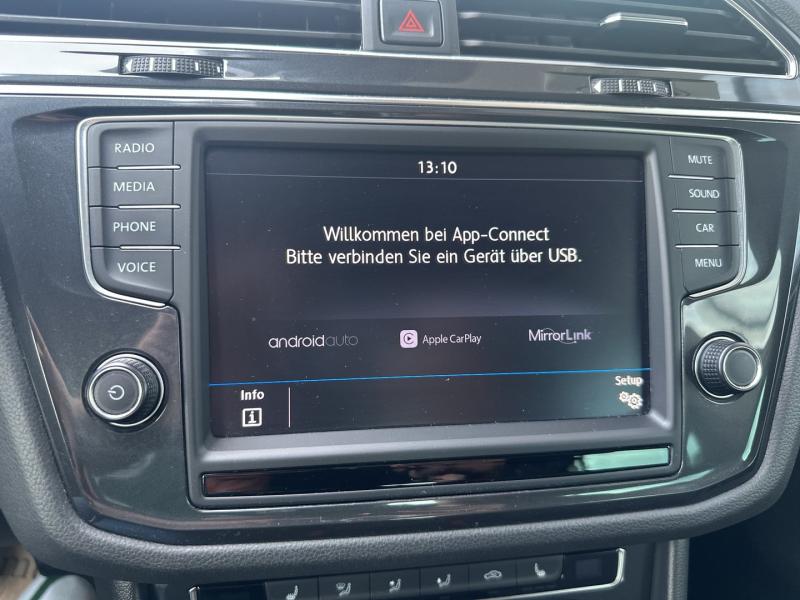 RADIO
MEDIA
PHONE
VOICE
MUTE
SOUND
CAR
MENU
13:10
Willkommen bei App-Connect
Bitte verbinden Sie ein Gerät über USB.
androidauto
Apple CarPlay
MirrorLink
Info
Setup